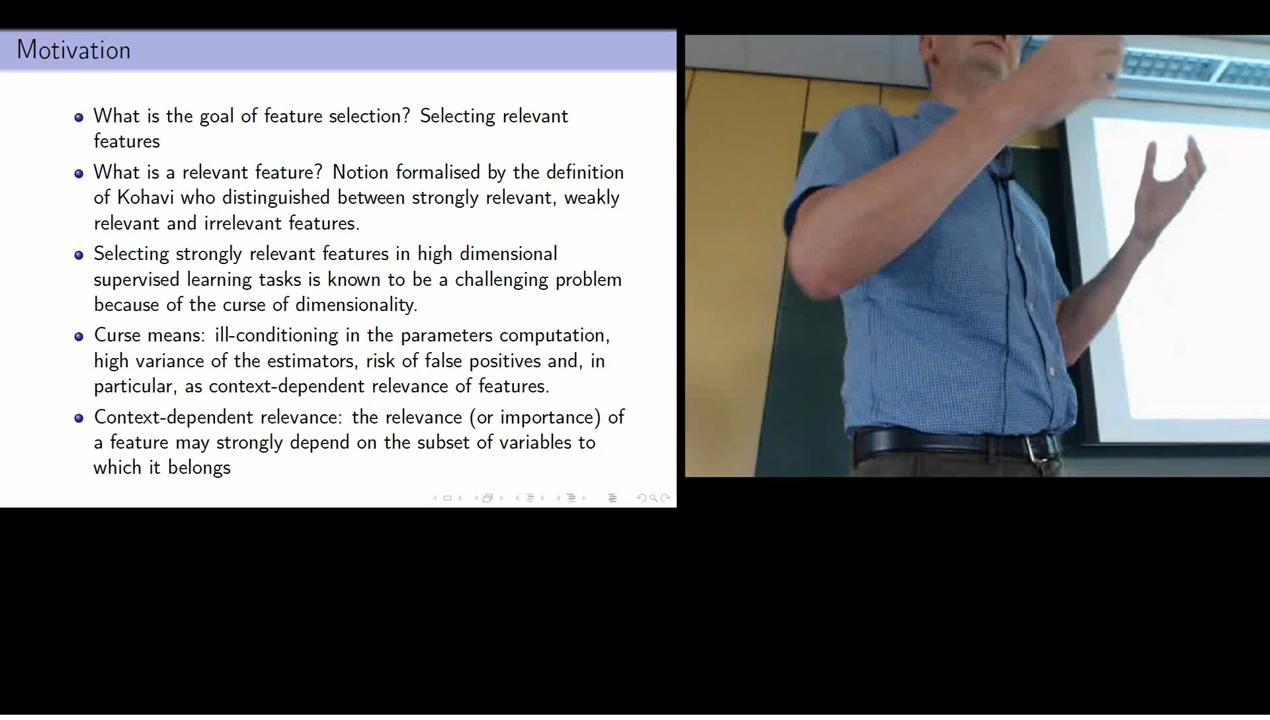 Motivation
What is the goal of feature selection? Selecting relevant
features
What is a relevant feature? Notion formalised by the definition
of Kohavi who distinguished between strongly relevant, weakly
relevant and irrelevant features.
Selecting strongly relevant features in high dimensional
supervised learning tasks is known to be a challenging problem
because of the curse of dimensionality.
Curse means: ill-conditioning in the parameters computation,
high variance of the estimators, risk of false positives and, in
particular, as context-dependent relevance of features.
Context-dependent relevance: the relevance (or importance) of
a feature may strongly depend on the subset of variables to
which it belongs